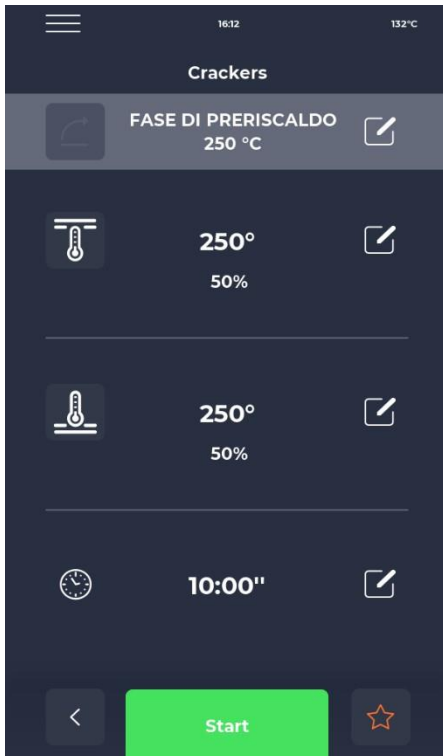 16:12
132°C
Crackers
FASE DI PRERISCALDO
250 °C
250°
50%
250°
50%
10:00''
Start